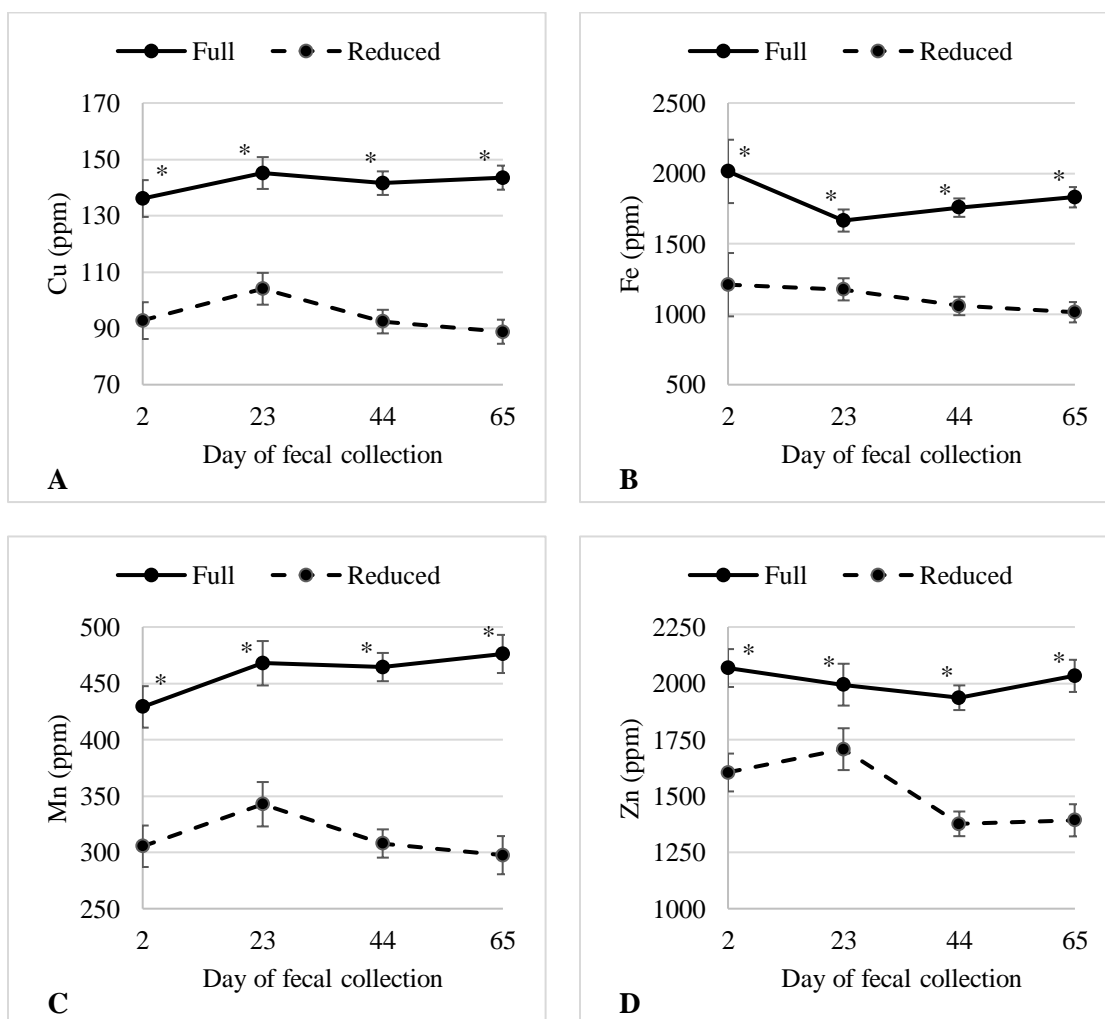 Full Reduced
Cu (ppm)
170
150
130
110
90
70
* * * *
2 23 44 65
Day of fecal collection
A
Full Reduced
Fe (ppm)
2500
2000
1500
1000
500
* * * *
2 23 44 65
Day of fecal collection
B
Full Reduced
Mn (ppm)
500
450
400
350
300
250
* * * *
2 23 44 65
Day of fecal collection
C
Full Reduced
Zn (ppm)
2250
2000
1750
1500
1250
1000
* * * *
2 23 44 65
Day of fecal collection
D